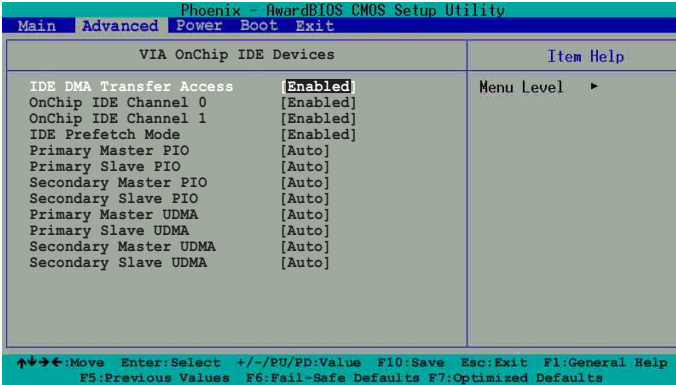 Phoenix - AwardBIOS CMOS Setup Utility
Main Advanced Power Boot Exit
VIA OnChip IDE Devices
Item Help
IDE DMA Transfer Access [Enabled]
Menu Level ►
OnChip IDE Channel 0 [Enabled]
OnChip IDE Channel 1 [Enabled]
IDE Prefetch Mode [Enabled]
Primary Master PIO [Auto]
Primary Slave PIO [Auto]
Secondary Master PIO [Auto]
Secondary Slave PIO [Auto]
Primary Master UDMA [Auto]
Primary Slave UDMA [Auto]
Secondary Master UDMA [Auto]
Secondary Slave UDMA [Auto]
↑↓→←:Move Enter:Select +/-/PU/PD:Value F10:Save Esc:Exit F1:General Help
F5:Previous Values F6:Fail-Safe Defaults F7:Optimized Defaults